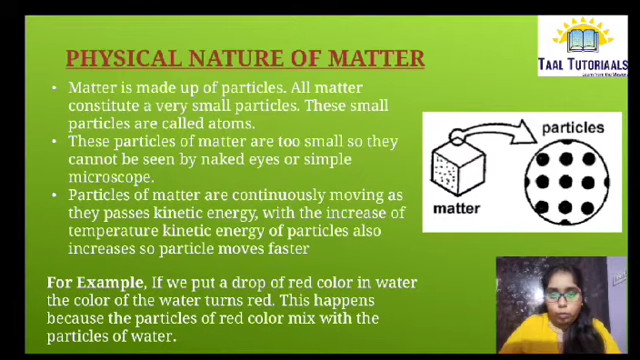 PHYSICAL NATURE OF MATTER
TAAL TUTORIAALS
Learn from the Masters
• Matter is made up of particles. All matter
constitute a very small particles. These small
particles are called atoms.
• These particles of matter are too small so they
cannot be seen by naked eyes or simple
microscope.
• Particles of matter are continuously moving as
they passes kinetic energy, with the increase of
temperature kinetic energy of particles also
increases so particle moves faster
particles
matter
For Example, If we put a drop of red color in water
the color of the water turns red. This happens
because the particles of red color mix with the
particles of water.